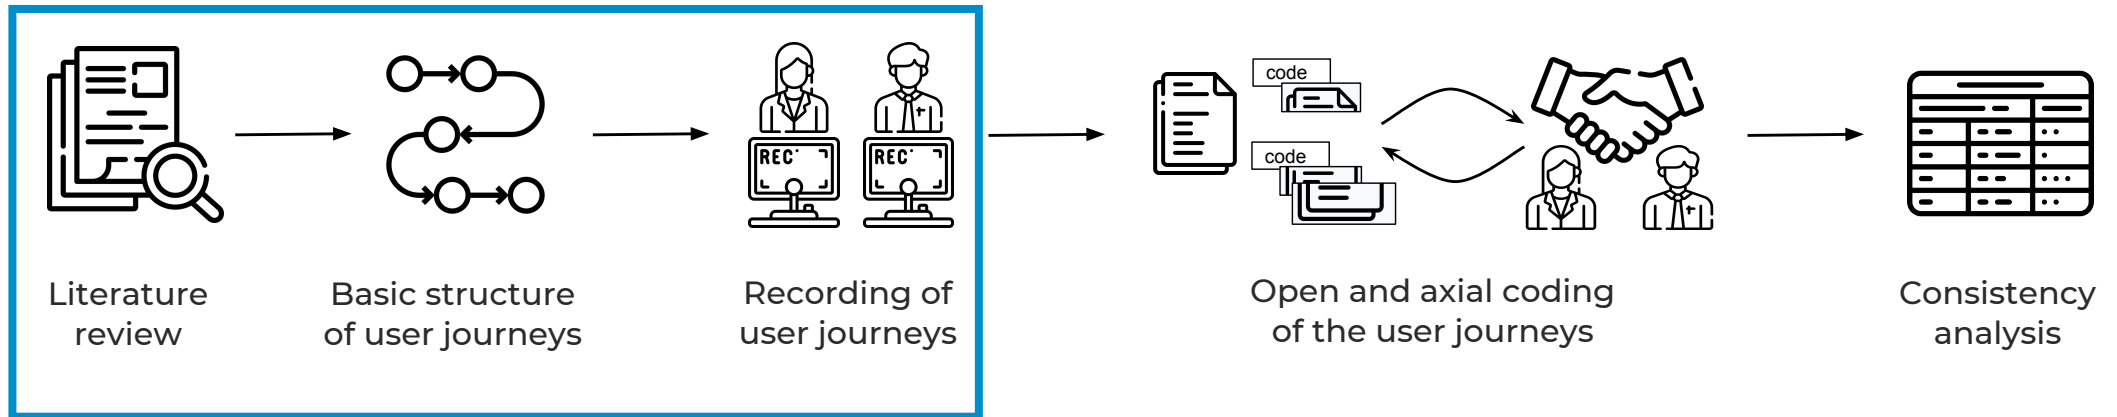 REC
REC
code
code
Literature
review
Basic structure
of user journeys
Recording of
user journeys
Open and axial coding
of the user journeys
Consistency
analysis